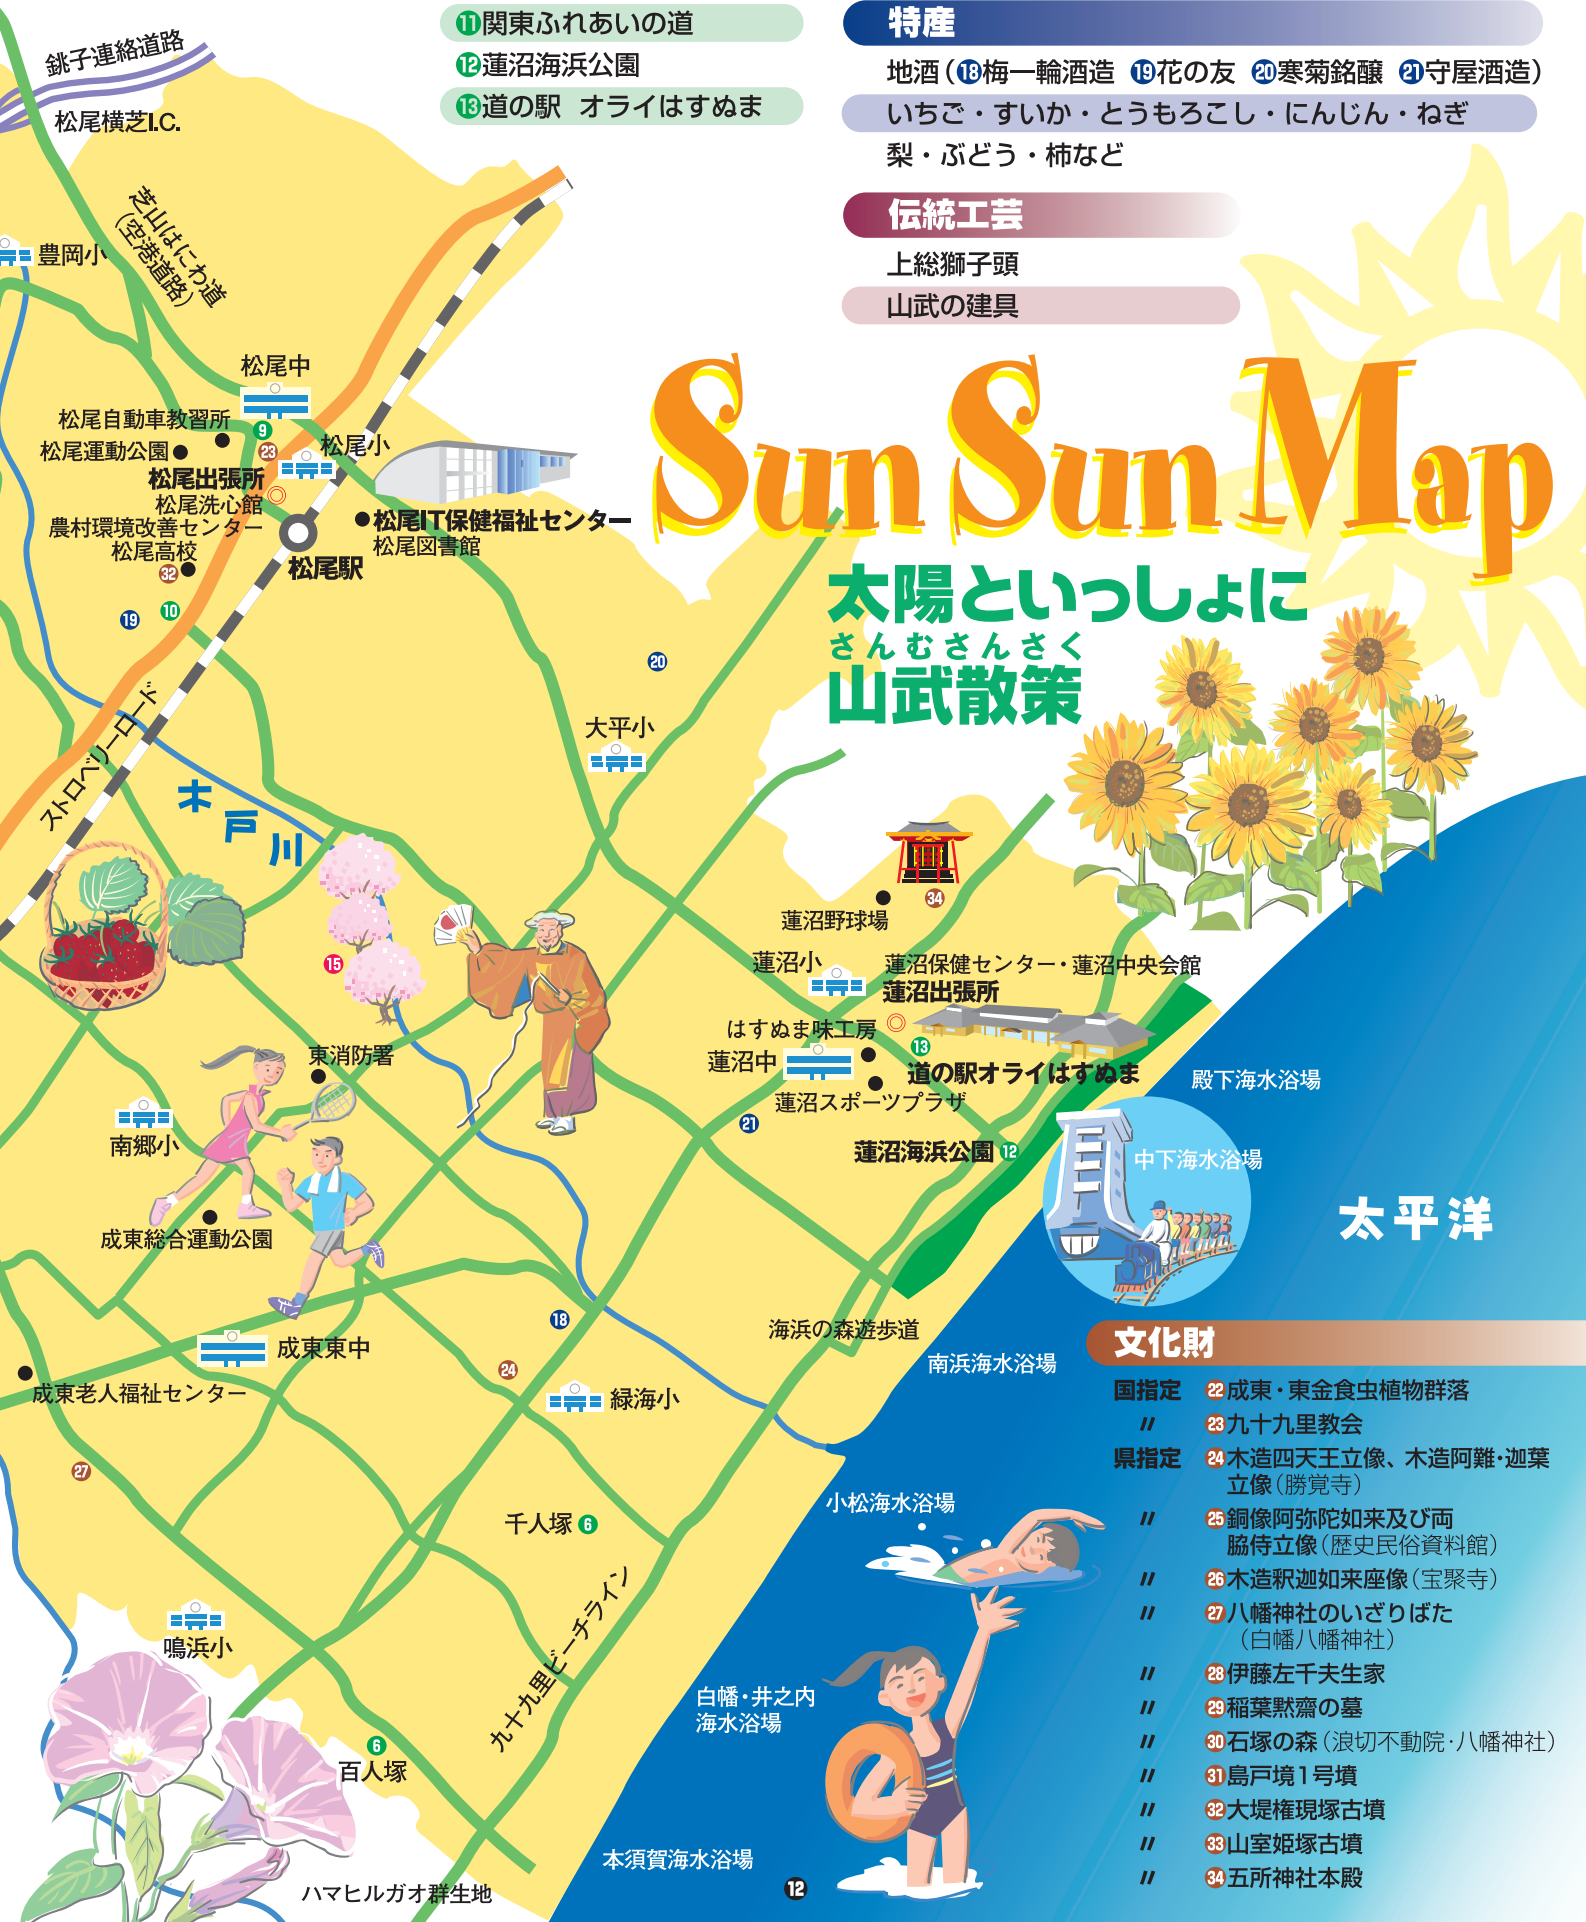 ⑪関東ふれあいの道
⑫蓮沼海浜公園
⑬道の駅 オライはすぬま
特産
地酒（⑱梅一輪酒造 ⑲花の友 ⑳寒菊銘醸 ㉑守屋酒造）
いちご・すいか・とうもろこし・にんじん・ねぎ
梨・ぶどう・柿など
伝統工芸
上総獅子頭
山武の建具
Sun Sun Map
太陽といっしょに
さんむさんさく
山武散策
銚子連絡道路
松尾横芝I.C.
芝山はにわ道
（空港道路）
豊岡小
松尾中
松尾自動車教習所
⑨
松尾運動公園
㉓
松尾小
松尾出張所
松尾洗心館
農村環境改善センター
松尾高校
㉜
松尾IT保健福祉センター
松尾図書館
松尾駅
⑲
⑩
⑳
大平小
ストロベリーロード
木戸川
⑮
蓮沼野球場
㉞
蓮沼小
蓮沼保健センター・蓮沼中央会館
蓮沼出張所
はすぬま味工房
⑬
蓮沼中
道の駅オライはすぬま
蓮沼スポーツプラザ
㉑
蓮沼海浜公園⑫
東消防署
南郷小
成東総合運動公園
殿下海水浴場
中下海水浴場
太平洋
⑱
海浜の森遊歩道
南浜海水浴場
成東東中
㉔
成東老人福祉センター
緑海小
㉗
小松海水浴場
千人塚⑥
九十九里ビーチライン
鳴浜小
白幡・井之内
海水浴場
⑥
百人塚
本須賀海水浴場
ハマヒルガオ群生地
⑫
文化財
国指定 ㉒成東・東金食虫植物群落
〃 ㉓九十九里教会
県指定 ㉔木造四天王立像、木造阿難・迦葉
立像（勝覚寺）
〃 ㉕銅像阿弥陀如来及び両
脇侍立像（歴史民俗資料館）
〃 ㉖木造釈迦如来座像（宝聚寺）
〃 ㉗八幡神社のいざりばた
（白幡八幡神社）
〃 ㉘伊藤左千夫生家
〃 ㉙稲葉黙齋の墓
〃 ㉚石塚の森（浪切不動院・八幡神社）
〃 ㉛島戸境1号墳
〃 ㉜大堤権現塚古墳
〃 ㉝山室姫塚古墳
〃 ㉞五所神社本殿